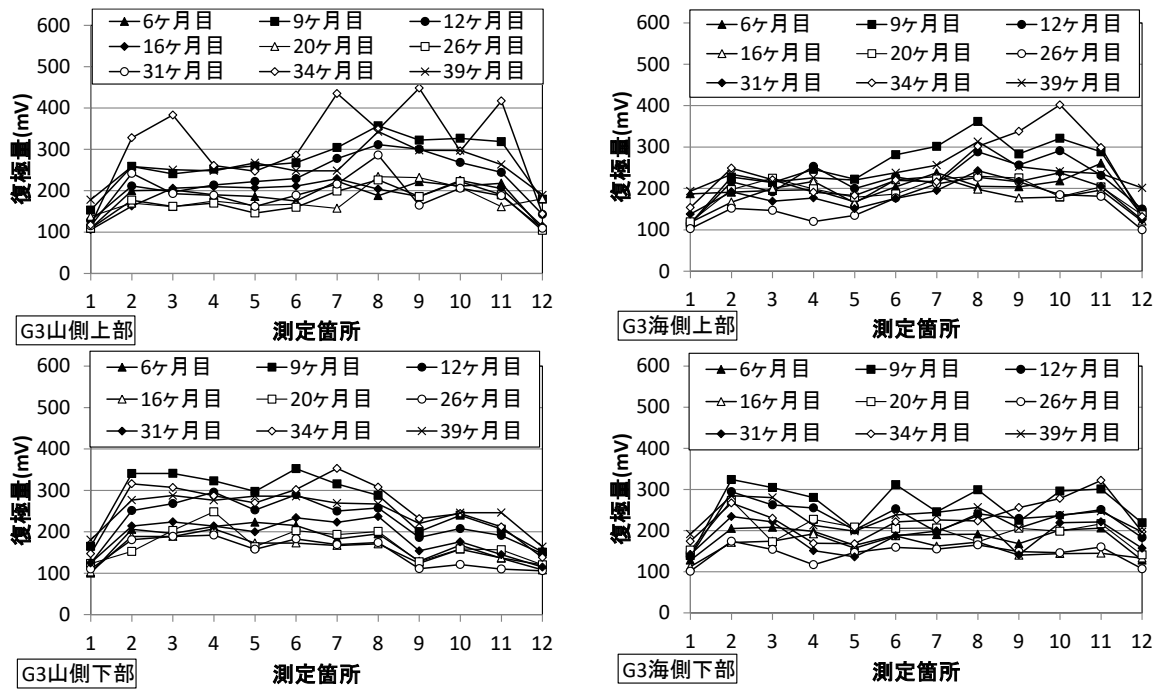 600
500
400
300
200
100
0
復極量(mV)
6ヶ月目 9ヶ月目 12ヶ月目
16ヶ月目 20ヶ月目 26ヶ月目
31ヶ月目 34ヶ月目 39ヶ月目
1 2 3 4 5 6 7 8 9 10 11 12
G3山側上部 測定箇所
600
500
400
300
200
100
0
復極量(mV)
6ヶ月目 9ヶ月目 12ヶ月目
16ヶ月目 20ヶ月目 26ヶ月目
31ヶ月目 34ヶ月目 39ヶ月目
1 2 3 4 5 6 7 8 9 10 11 12
G3海側上部 測定箇所
600
500
400
300
200
100
0
復極量(mV)
6ヶ月目 9ヶ月目 12ヶ月目
16ヶ月目 20ヶ月目 26ヶ月目
31ヶ月目 34ヶ月目 39ヶ月目
1 2 3 4 5 6 7 8 9 10 11 12
G3山側下部 測定箇所
600
500
400
300
200
100
0
復極量(mV)
6ヶ月目 9ヶ月目 12ヶ月目
16ヶ月目 20ヶ月目 26ヶ月目
31ヶ月目 34ヶ月目 39ヶ月目
1 2 3 4 5 6 7 8 9 10 11 12
G3海側下部 測定箇所